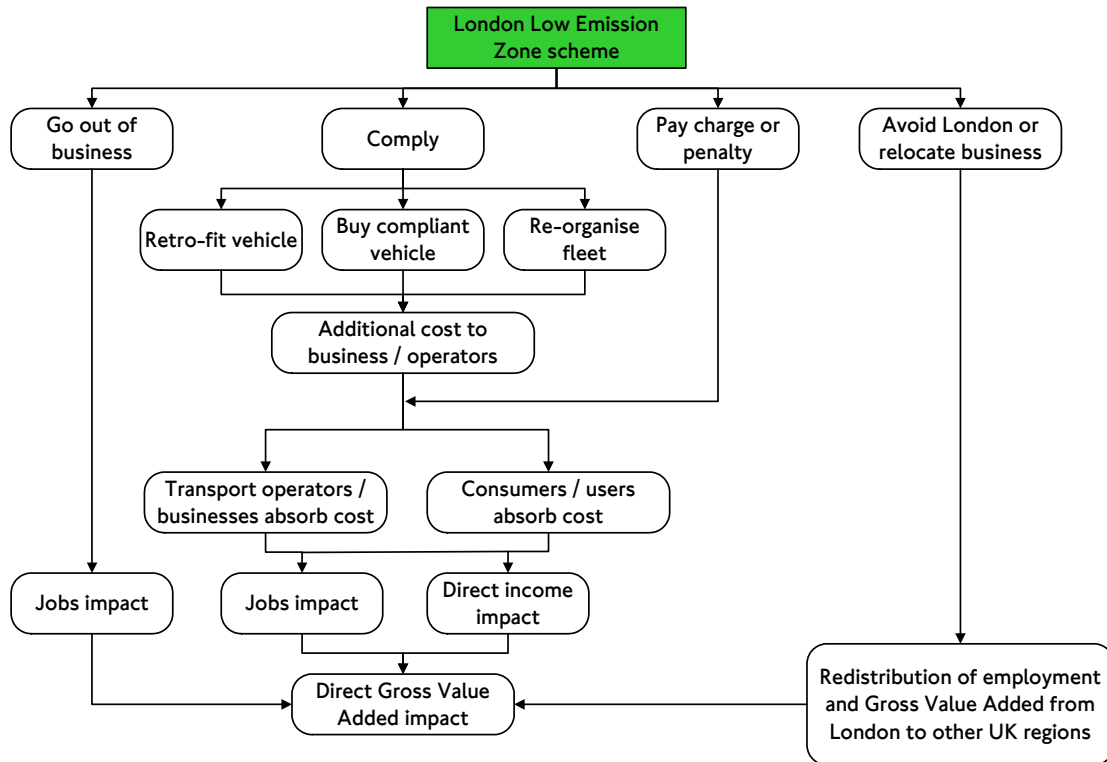 London Low Emission
Zone scheme
Go out of
business
Comply
Pay charge or
penalty
Avoid London or
relocate business
Retro-fit vehicle
Buy compliant
vehicle
Re-organise
fleet
Additional cost to
business / operators
Transport operators /
businesses absorb cost
Consumers / users
absorb cost
Jobs impact
Jobs impact
Direct income
impact
Direct Gross Value
Added impact
Redistribution of employment
and Gross Value Added from
London to other UK regions